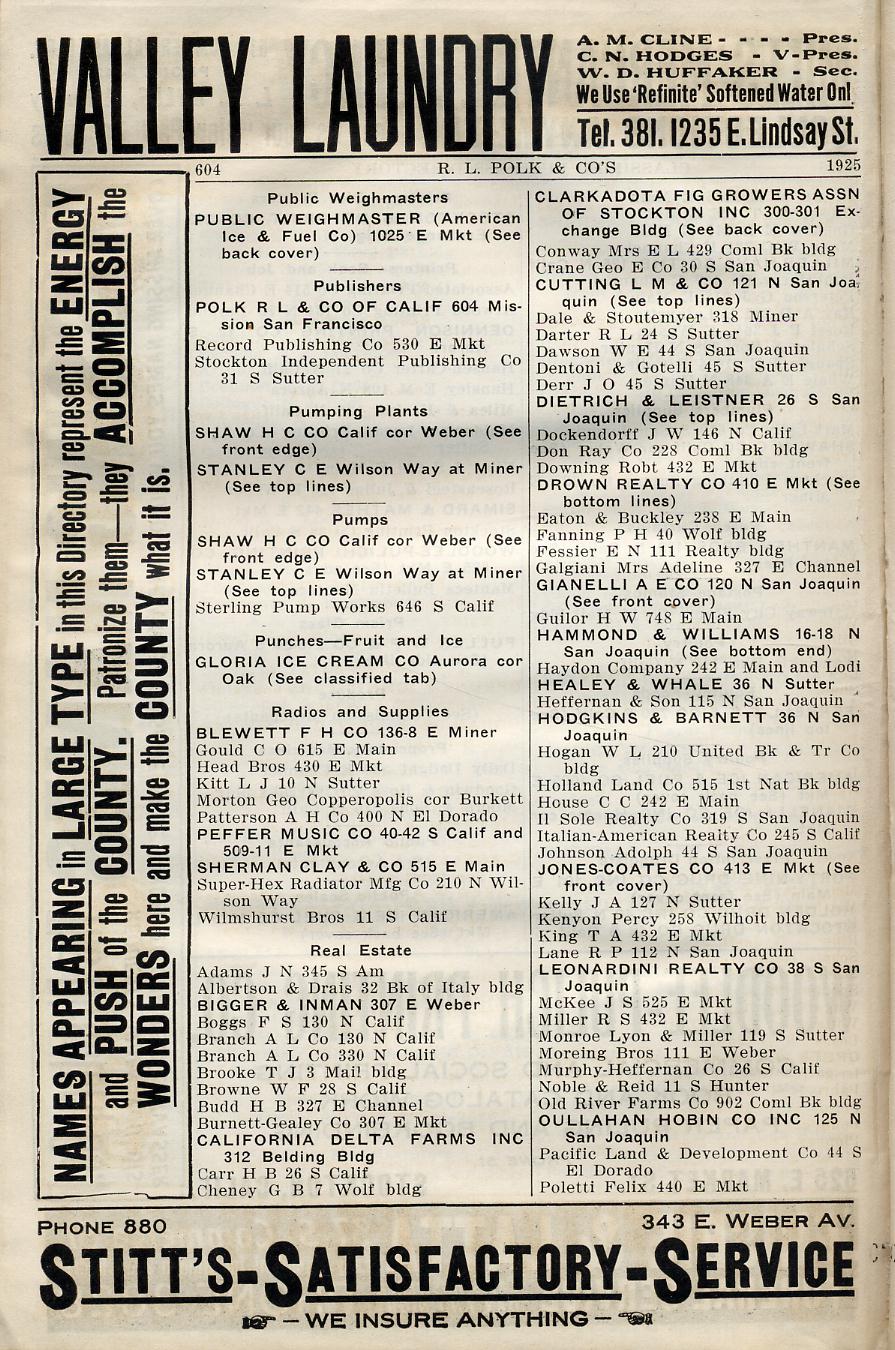 VALLEY LAUNDRY
A. M. CLINE - - - - Pres.
C. N. HODGES - V-Pres.
W. D. HUFFAKER - Sec.
We Use 'Refinite' Softened Water Onl
Tel. 381. 1235 E. Lindsay St.
604 R. L. POLK & CO'S 1925
NAMES APPEARING in LARGE TYPE in this Directory represent the ENERGY
and PUSH of the COUNTY. Patronize them—they ACCOMPLISH the
WONDERS here and make the COUNTY what it is.
Public Weighmasters
PUBLIC WEIGHMASTER (American
Ice & Fuel Co) 1025 E Mkt (See
back cover)
Publishers
POLK R L & CO OF CALIF 604 Mis-
sion San Francisco
Record Publishing Co 530 E Mkt
Stockton Independent Publishing Co
31 S Sutter
Pumping Plants
SHAW H C CO Calif cor Weber (See
front edge)
STANLEY C E Wilson Way at Miner
(See top lines)
Pumps
SHAW H C CO Calif cor Weber (See
front edge)
STANLEY C E Wilson Way at Miner
(See top lines)
Sterling Pump Works 646 S Calif
Punches—Fruit and Ice
GLORIA ICE CREAM CO Aurora cor
Oak (See classified tab)
Radios and Supplies
BLEWETT F H CO 136-8 E Miner
Gould C O 615 E Main
Head Bros 430 E Mkt
Kitt L J 10 N Sutter
Morton Geo Copperopolis cor Burkett
Patterson A H Co 400 N El Dorado
PEFFER MUSIC CO 40-42 S Calif and
509-11 E Mkt
SHERMAN CLAY & CO 515 E Main
Super-Hex Radiator Mfg Co 210 N Wil-
son Way
Wilmshurst Bros 11 S Calif
Real Estate
Adams J N 345 S Am
Albertson & Drais 32 Bk of Italy bldg
BIGGER & INMAN 307 E Weber
Boggs F S 130 N Calif
Branch A L Co 130 N Calif
Branch A L Co 330 N Calif
Brooke T J 3 Mail bldg
Browne W F 28 S Calif
Budd H B 327 E Channel
Burnett-Gealey Co 307 E Mkt
CALIFORNIA DELTA FARMS INC
312 Belding Bldg
Carr H B 26 S Calif
Cheney G B 7 Wolf bldg
CLARKADOTA FIG GROWERS ASSN
OF STOCKTON INC 300-301 Ex-
change Bldg (See back cover)
Conway Mrs E L 429 Coml Bk bldg
Crane Geo E Co 30 S San Joaquin
CUTTING L M & CO 121 N San Joa
quin (See top lines)
Dale & Stoutemyer 318 Miner
Darter R L 24 S Sutter
Dawson W E 44 S San Joaquin
Dentoni & Gotelli 45 S Sutter
Derr J O 45 S Sutter
DIETRICH & LEISTNER 26 S San
Joaquin (See top lines)
Dockendorff J W 146 N Calif
Don Ray Co 228 Coml Bk bldg
Downing Robt 432 E Mkt
DROWN REALTY CO 410 E Mkt (See
bottom lines)
Eaton & Buckley 238 E Main
Fanning P H 40 Wolf bldg
Fessier E N 111 Realty bldg
Galgiani Mrs Adeline 327 E Channel
GIANELLI A E CO 120 N San Joaquin
(See front cover)
Guilor H W 748 E Main
HAMMOND & WILLIAMS 16-18 N
San Joaquin (See bottom end)
Haydon Company 242 E Main and Lodi
HEALEY & WHALE 36 N Sutter
Heffernan & Son 115 N San Joaquin
HODGKINS & BARNETT 36 N San
Joaquin
Hogan W L 210 United Bk & Tr Co
bldg
Holland Land Co 515 1st Nat Bk bldg
House C C 242 E Main
Il Sole Realty Co 319 S San Joaquin
Italian-American Realty Co 245 S Calif
Johnson Adolph 44 S San Joaquin
JONES-COATES CO 413 E Mkt (See
front cover)
Kelly J A 127 N Sutter
Kenyon Percy 258 Wilhoit bldg
King T A 432 E Mkt
Lane R P 112 N San Joaquin
LEONARDINI REALTY CO 38 S San
Joaquin
McKee J S 525 E Mkt
Miller R S 432 E Mkt
Monroe Lyon & Miller 119 S Sutter
Moreing Bros 111 E Weber
Murphy-Heffernan Co 26 S Calif
Noble & Reid 11 S Hunter
Old River Farms Co 902 Coml Bk bldg
OULLAHAN HOBIN CO INC 125 N
San Joaquin
Pacific Land & Development Co 44 S
El Dorado
Poletti Felix 440 E Mkt
PHONE 880 343 E. WEBER AV.
STITT'S-SATISFACTORY-SERVICE
— WE INSURE ANYTHING —